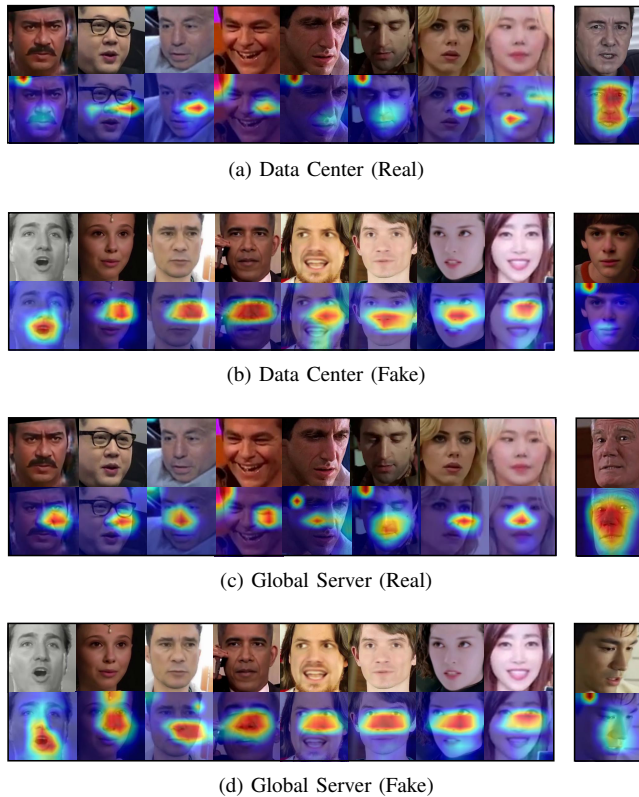 (a) Data Center (Real)
(b) Data Center (Fake)
(c) Global Server (Real)
(d) Global Server (Fake)